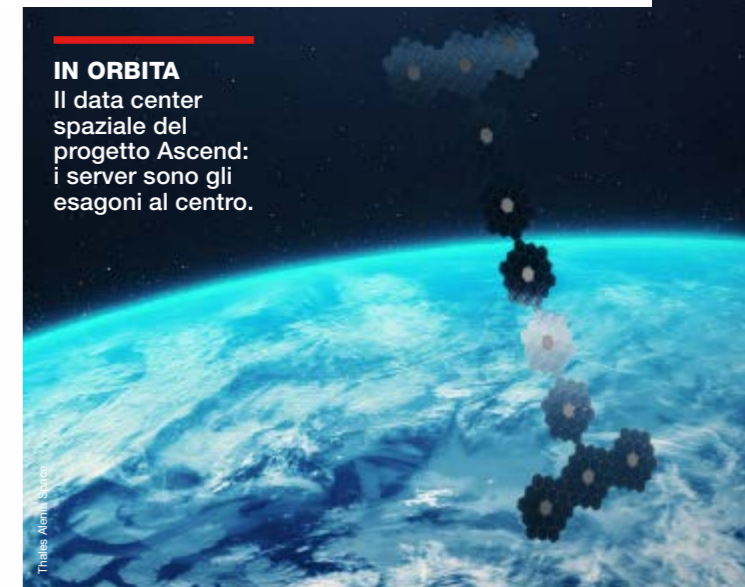 IN ORBITA
Il data center
spaziale del
progetto Ascend:
i server sono gli
esagoni al centro.
Thales Alenia Space